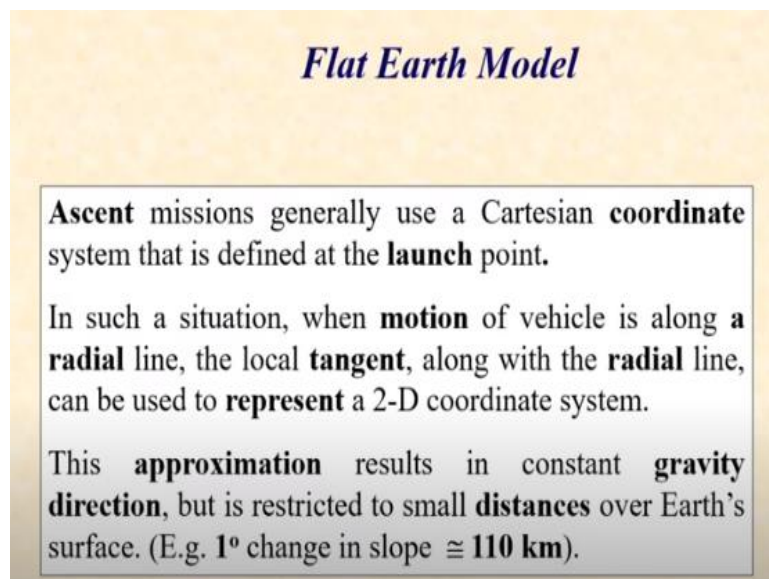 Flat Earth Model
Ascent missions generally use a Cartesian coordinate
system that is defined at the launch point.
In such a situation, when motion of vehicle is along a
radial line, the local tangent, along with the radial line,
can be used to represent a 2-D coordinate system.
This approximation results in constant gravity
direction, but is restricted to small distances over Earth's
surface. (E.g. 1º change in slope ≅ 110 km).